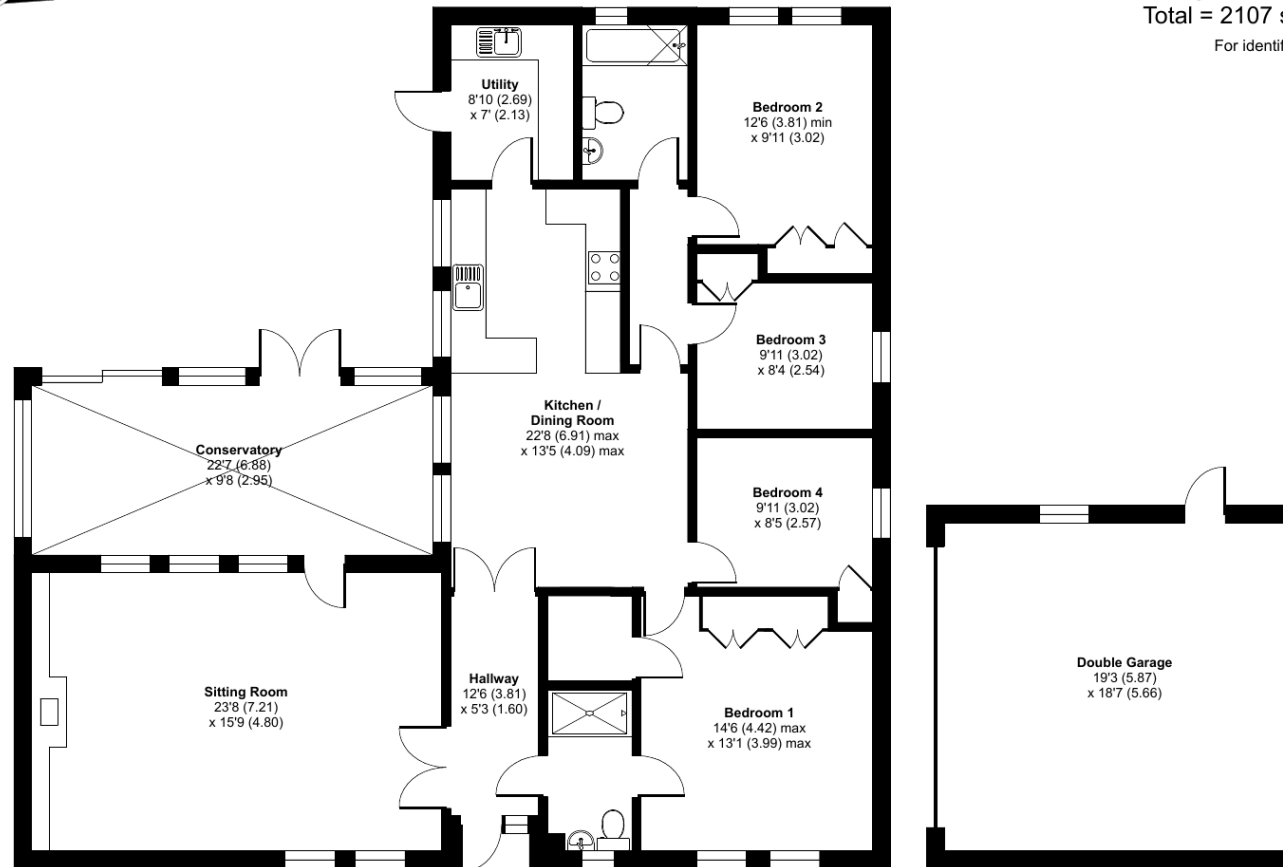 Total = 2107 s
For identif
Utility
8'10 (2.69)
x 7' (2.13)
Bedroom 2
12'6 (3.81) min
x 9'11 (3.02)
Bedroom 3
9'11 (3.02)
x 8'4 (2.54)
Kitchen /
Dining Room
22'8 (6.91) max
x 13'5 (4.09) max
Conservatory
22'7 (6.88)
x 9'8 (2.95)
Bedroom 4
9'11 (3.02)
x 8'5 (2.57)
Sitting Room
23'8 (7.21)
x 15'9 (4.80)
Hallway
12'6 (3.81)
x 5'3 (1.60)
Bedroom 1
14'6 (4.42) max
x 13'1 (3.99) max
Double Garage
19'3 (5.87)
x 18'7 (5.66)